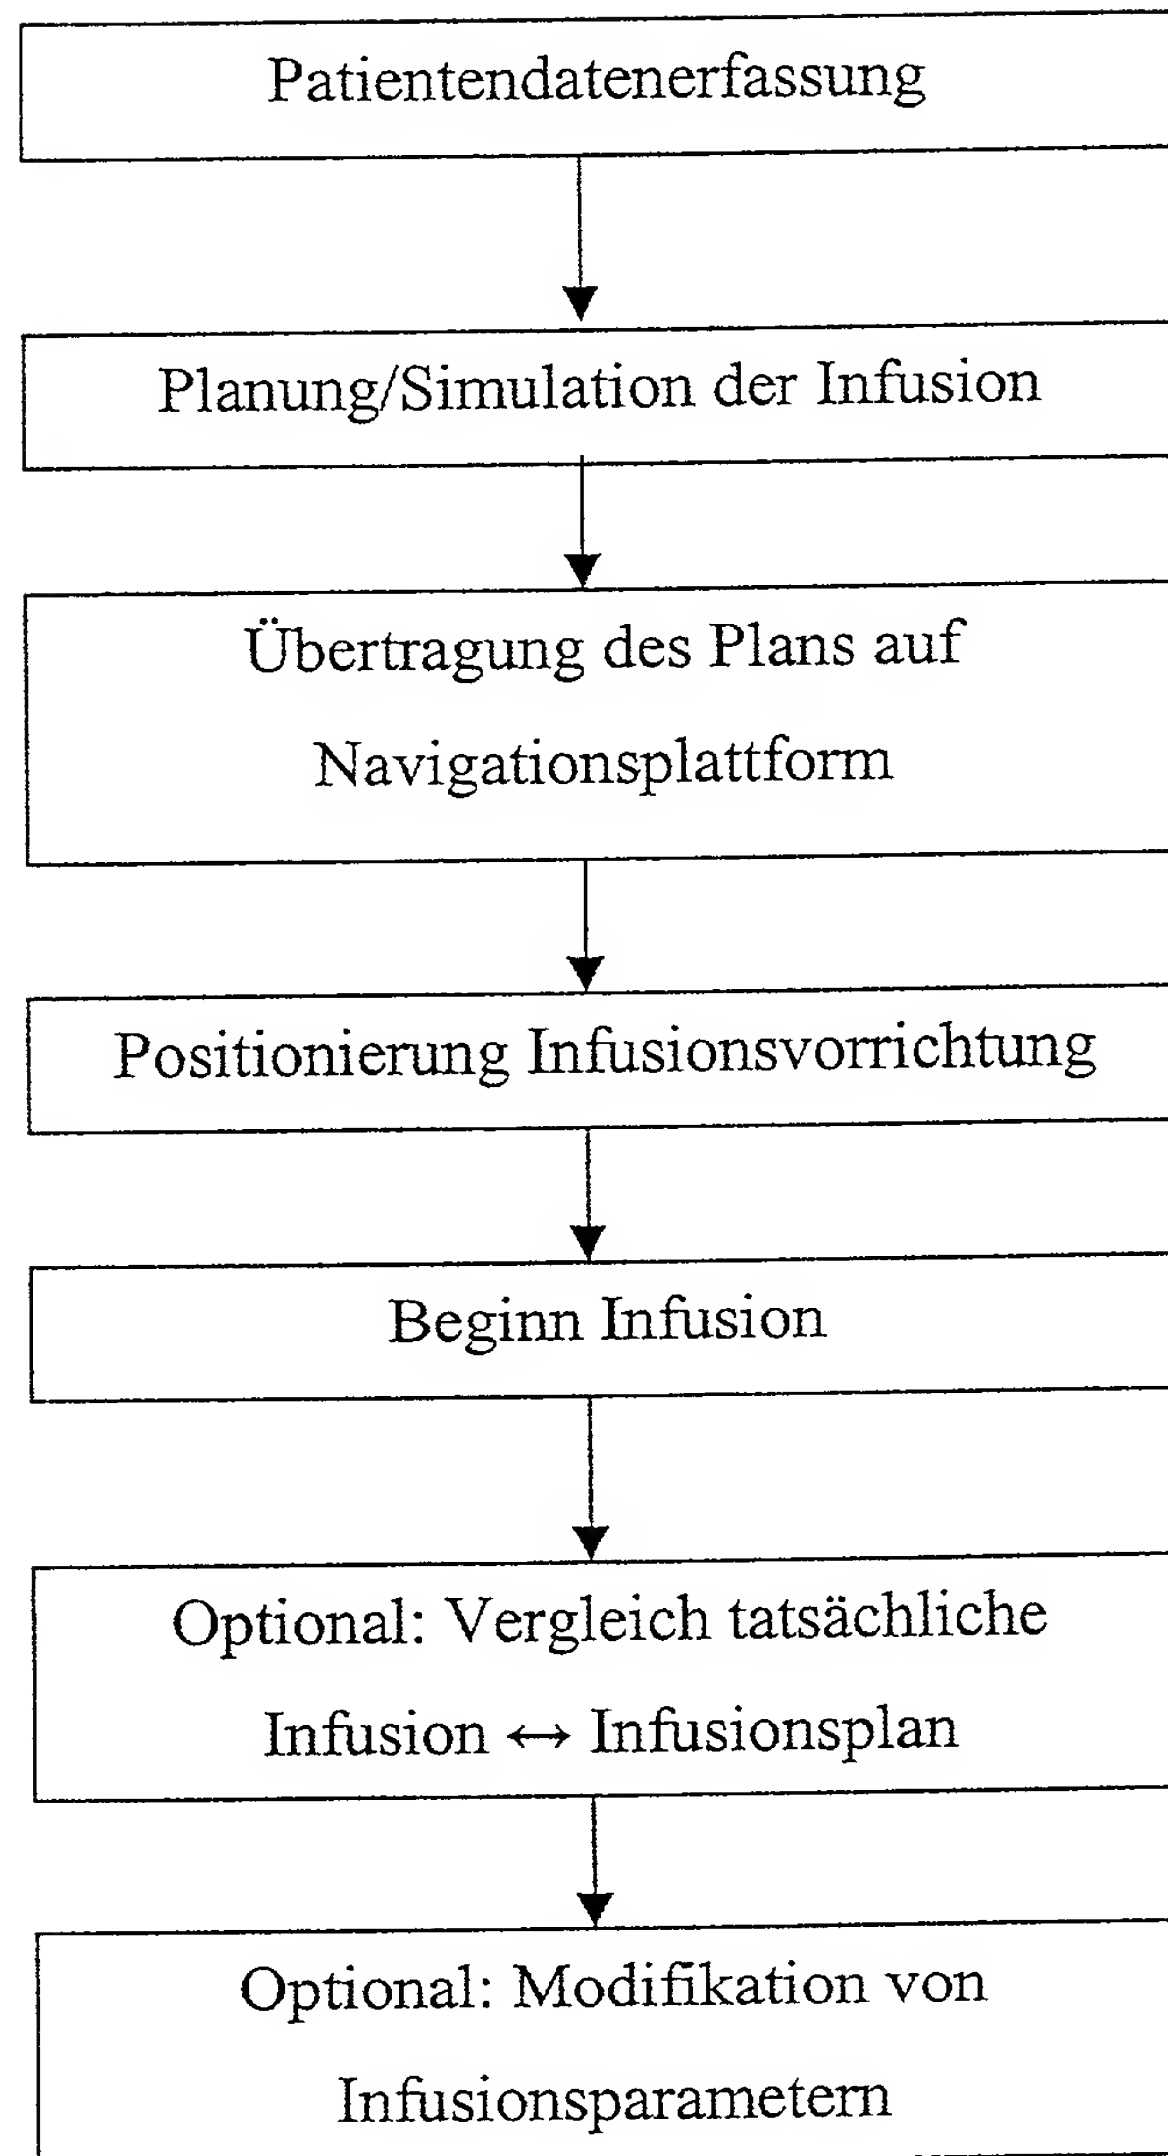 Patientendatenerfassung
Planung/Simulation der Infusion
Übertragung des Plans auf
Navigationsplattform
Positionierung Infusionsvorrichtung
Beginn Infusion
Optional: Vergleich tatsächliche
Infusion ↔ Infusionsplan
Optional: Modifikation von
Infusionsparametern